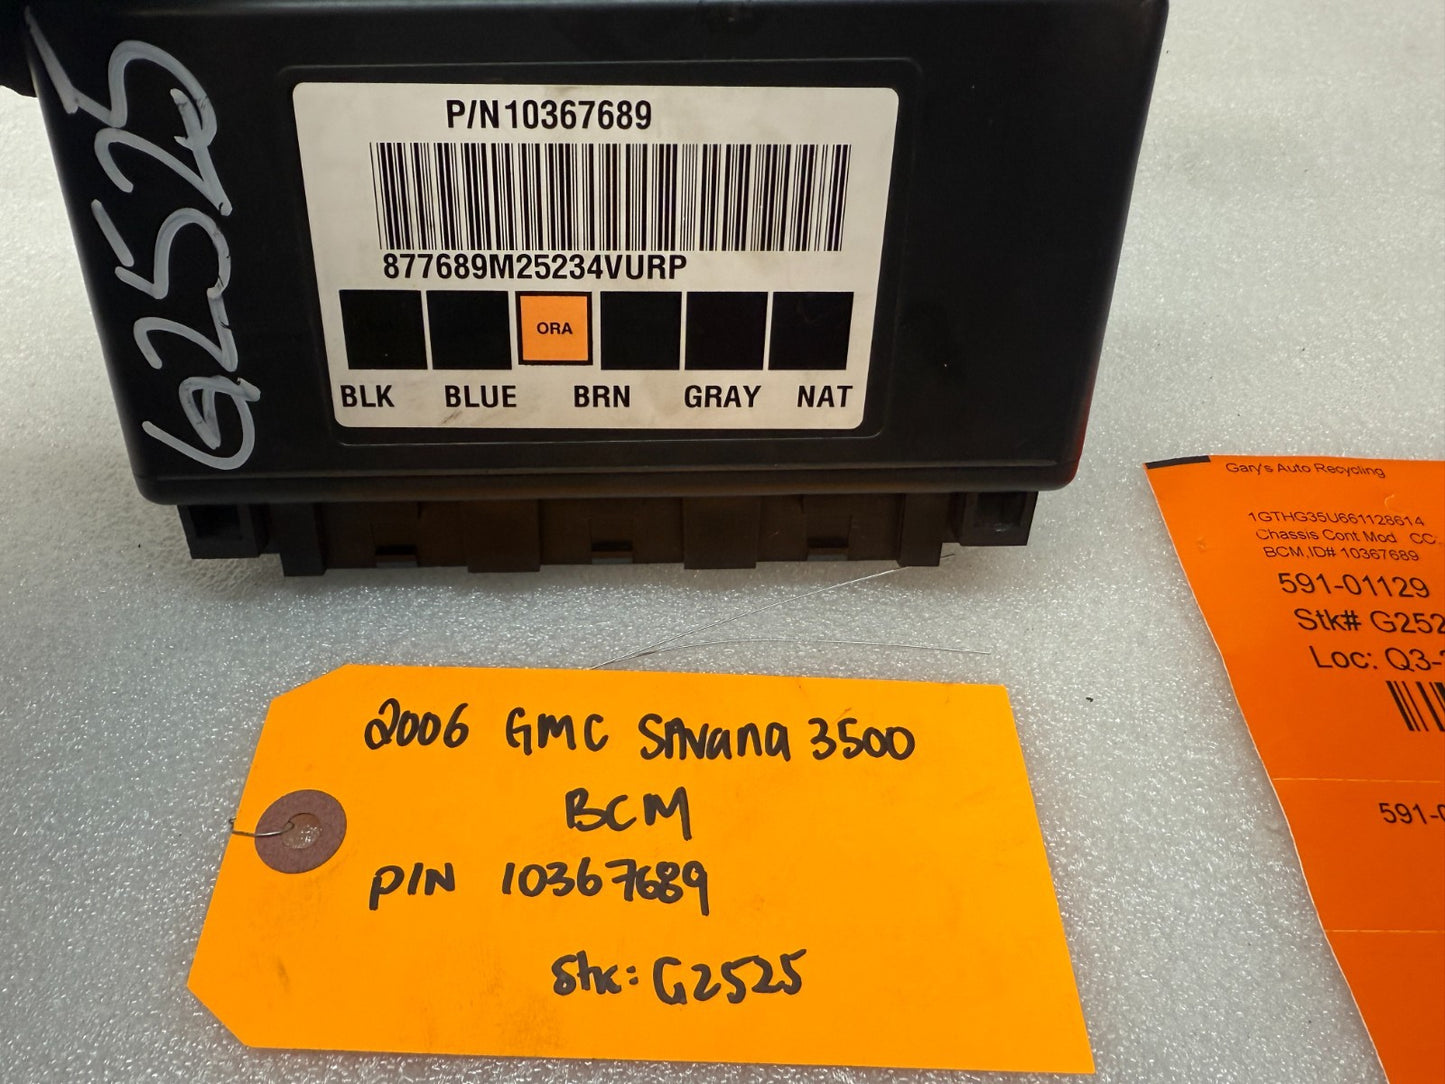 G2525
P/N10367689
877689M25234VURP
ORA
BLK BLUE BRN GRAY NAT
Gary's Auto Recycling
1GTHG35U661128614
Chassis Cont Mod CC
BCM,ID# 10367689
591-01129
Stk# G252
Loc: Q3-
591-0
2006 GMC SAvana 3500
BCM
P/N 10367689
Stk: G2525